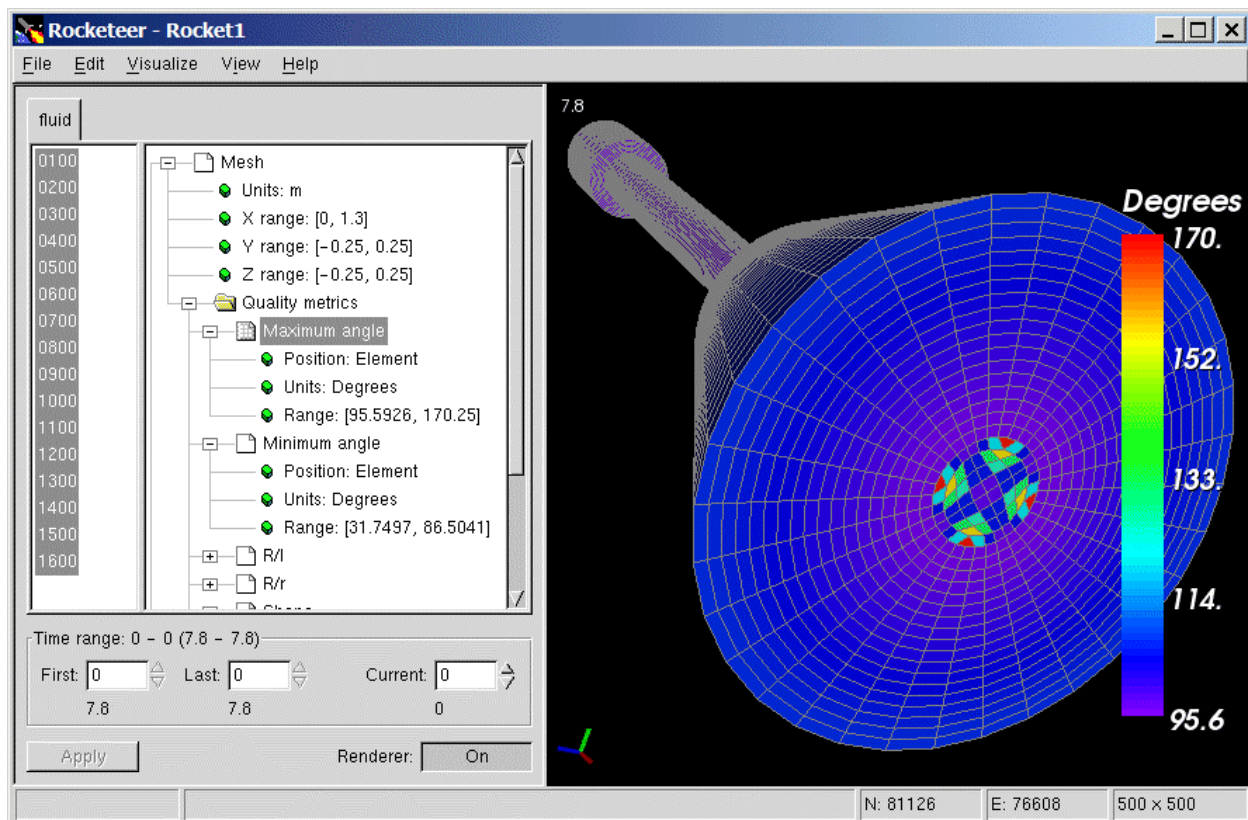 Rocketeer - Rocket1
File Edit Visualize View Help
fluid
0100
0200
0300
0400
0500
0600
0700
0800
0900
1000
1100
1200
1300
1400
1500
1600
Mesh
Units: m
X range: [0, 1.3]
Y range: [-0.25, 0.25]
Z range: [-0.25, 0.25]
Quality metrics
Maximum angle
Position: Element
Units: Degrees
Range: [95.5926, 170.25]
Minimum angle
Position: Element
Units: Degrees
Range: [31.7497, 86.5041]
R/l
R/r
Time range: 0 - 0 (7.8 - 7.8)
First: 0 Last: 0 Current: 0
7.8 7.8 0
Apply Renderer: On
7.8
Degrees
170.
152.
133.
114.
95.6
N: 81126 E: 76608 500 x 500